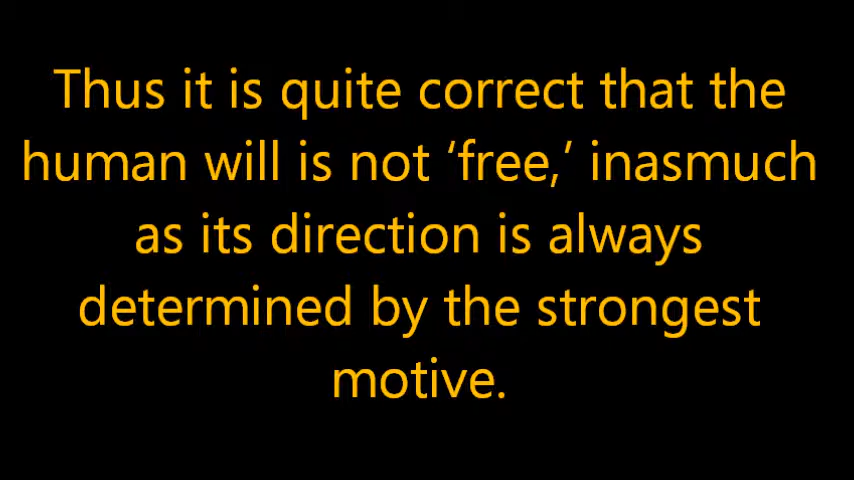 Thus it is quite correct that the
human will is not ‘free,’ inasmuch
as its direction is always
determined by the strongest
motive.